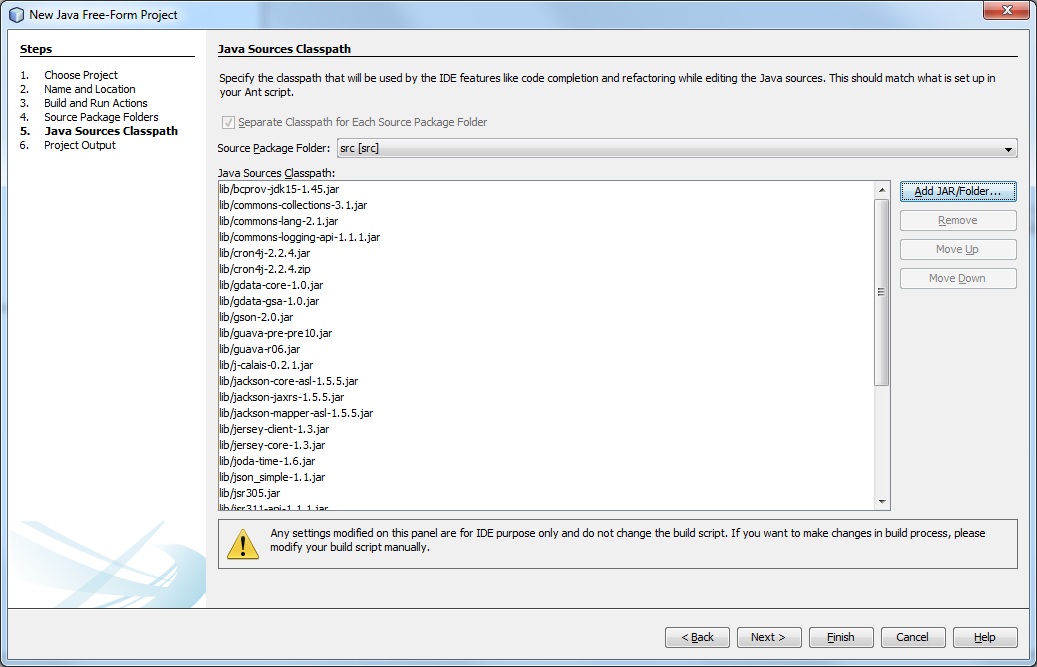 New Java Free-Form Project
Steps
1. Choose Project
2. Name and Location
3. Build and Run Actions
4. Source Package Folders
5. Java Sources Classpath
6. Project Output
Java Sources Classpath
Specify the classpath that will be used by the IDE features like code completion and refactoring while editing the Java sources. This should match what is set up in
your Ant script.
Separate Classpath for Each Source Package Folder
Source Package Folder: src [src]
Java Sources Classpath:
lib/bcprov-jdk15-1.45.jar
lib/commons-collections-3.1.jar
lib/commons-lang-2.1.jar
lib/commons-logging-api-1.1.1.jar
lib/cron4j-2.2.4.jar
lib/cron4j-2.2.4.zip
lib/gdata-core-1.0.jar
lib/gdata-gsa-1.0.jar
lib/gson-2.0.jar
lib/guava-pre-pre10.jar
lib/guava-r06.jar
lib/j-calais-0.2.1.jar
lib/jackson-core-asl-1.5.5.jar
lib/jackson-jaxrs-1.5.5.jar
lib/jackson-mapper-asl-1.5.5.jar
lib/jersey-client-1.3.jar
lib/jersey-core-1.3.jar
lib/joda-time-1.6.jar
lib/json_simple-1.1.jar
lib/jsr305.jar
lib/jsr311-api-1.1.1.jar
Add JAR/Folder...
Remove
Move Up
Move Down
Any settings modified on this panel are for IDE purpose only and do not change the build script. If you want to make changes in build process, please
modify your build script manually.
< Back
Next >
Finish
Cancel
Help